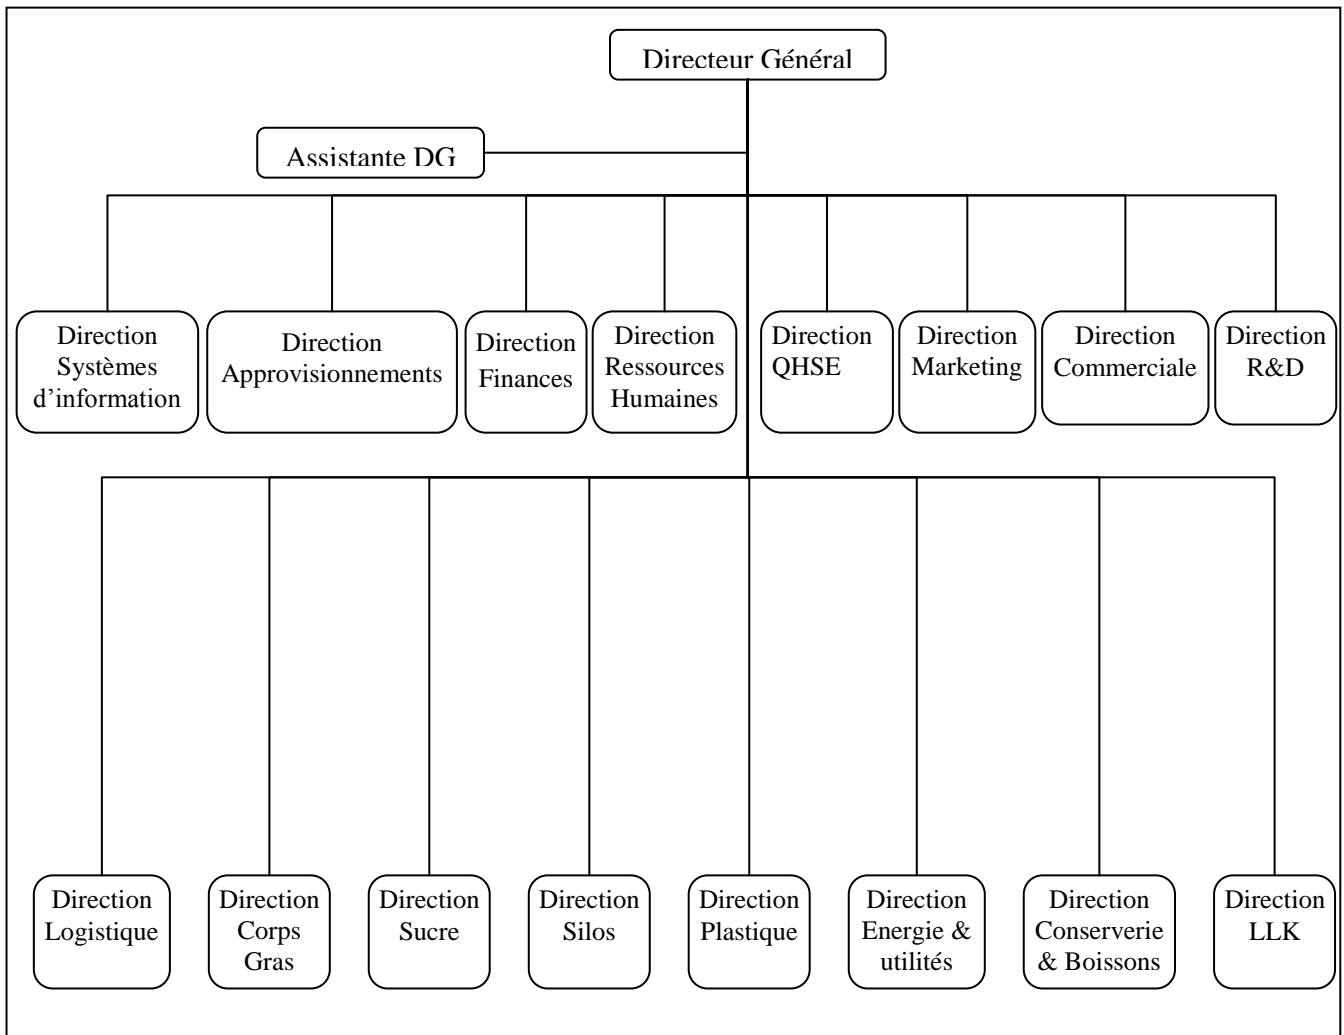 Directeur Général
Assistante DG
Direction
Systèmes
d’information
Direction
Approvisionnements
Direction
Finances
Direction
Ressources
Humaines
Direction
QHSE
Direction
Marketing
Direction
Commerciale
Direction
R&D
Direction
Logistique
Direction
Corps
Gras
Direction
Sucre
Direction
Silos
Direction
Plastique
Direction
Energie &
utilités
Direction
Conserverie
& Boissons
Direction
LLK